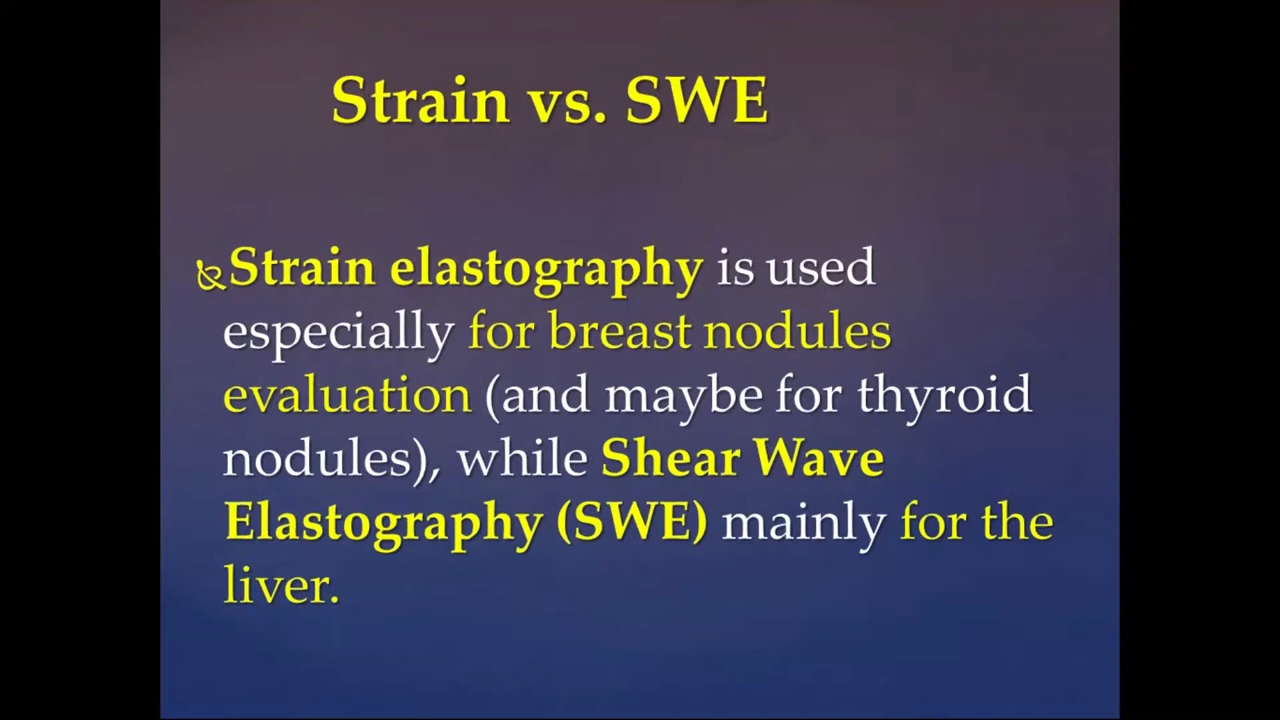 Strain vs. SWE
Strain elastography is used
especially for breast nodules
evaluation (and maybe for thyroid
nodules), while Shear Wave
Elastography (SWE) mainly for the
liver.